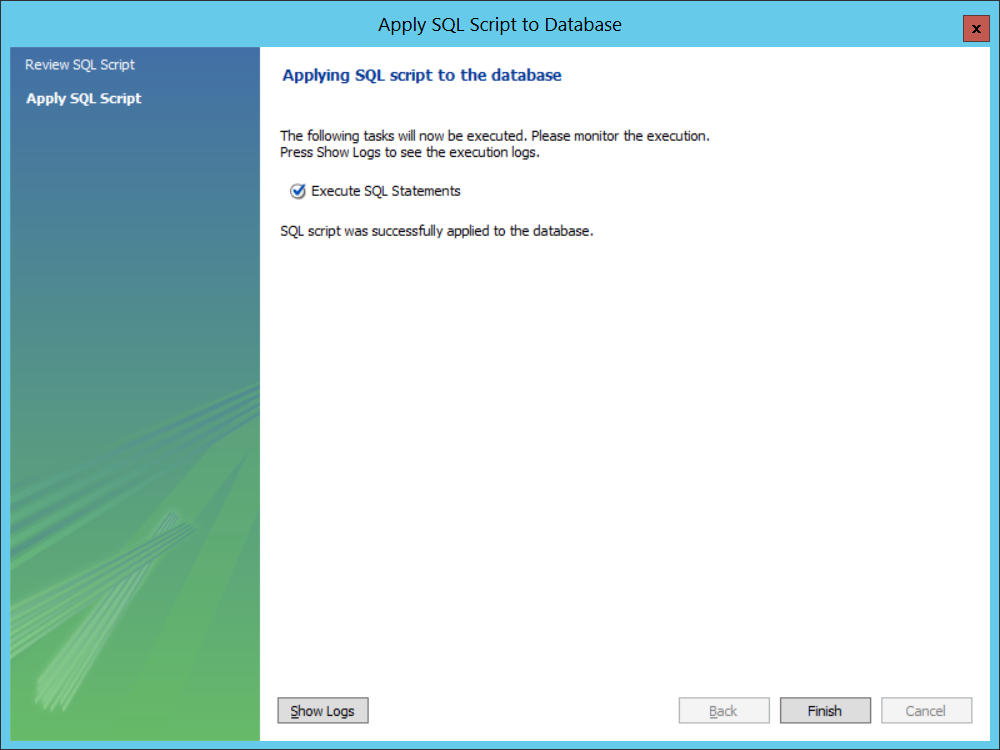 Apply SQL Script to Database
x
Review SQL Script
Apply SQL Script
Applying SQL script to the database
The following tasks will now be executed. Please monitor the execution.
Press Show Logs to see the execution logs.
Execute SQL Statements
SQL script was successfully applied to the database.
Show Logs
Back
Finish
Cancel